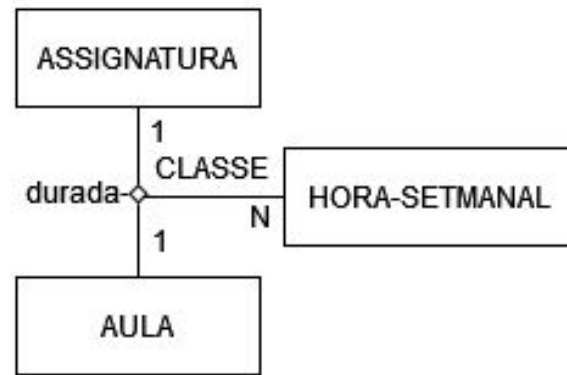 ASSIGNATURA
1
CLASSE
durada
HORA-SETMANAL
N
1
AULA